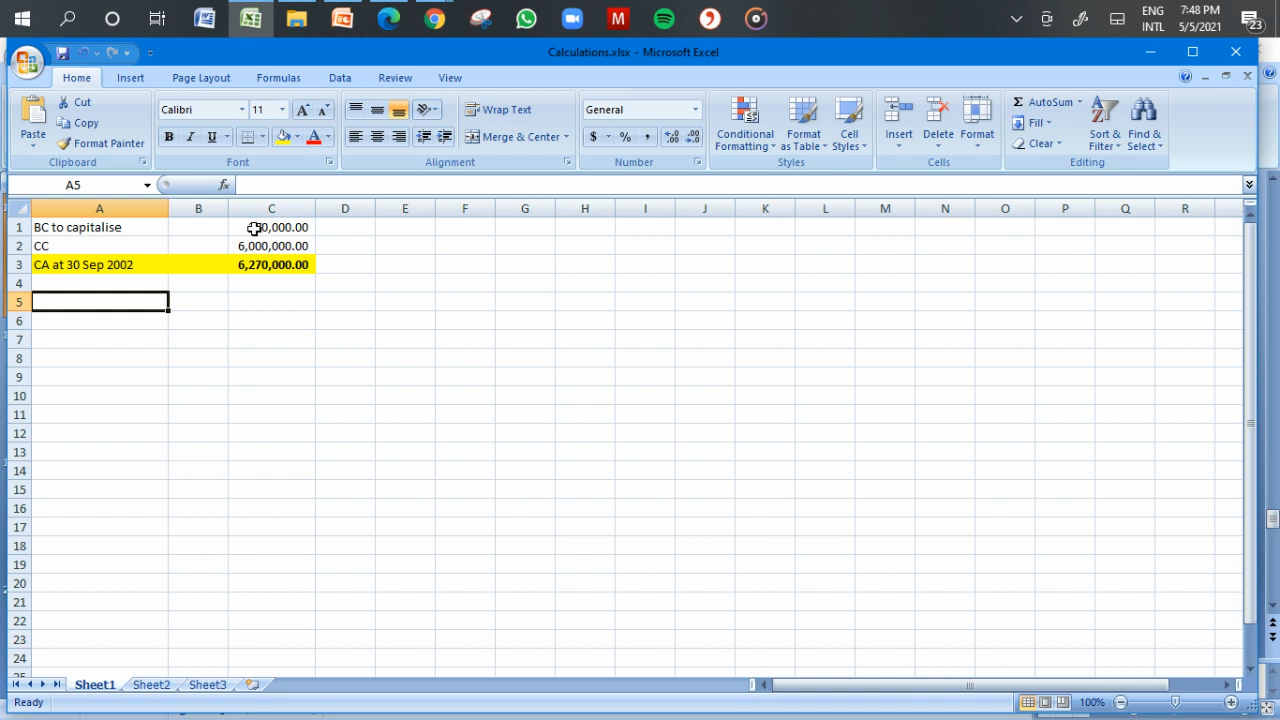 ENG
INTL
7:48 PM
5/5/2021
23
Calculations.xlsx - Microsoft Excel
Home Insert Page Layout Formulas Data Review View
Paste
Cut
Copy
Format Painter
Clipboard
Calibri 11
B I U
Font
Wrap Text
Merge & Center
Alignment
General
$ % ,
Number
Conditional Formatting
Format as Table
Cell Styles
Styles
Insert
Delete
Format
Cells
AutoSum
Fill
Clear
Sort & Filter
Find & Select
Editing
A5 fx
A B C D E F G H I J K L M N O P Q R
1 BC to capitalise 0,000.00
2 CC 6,000,000.00
3 CA at 30 Sep 2002 6,270,000.00
4
5
6
7
8
9
10
11
12
13
14
15
16
17
18
19
20
21
22
23
24
25
Sheet1 Sheet2 Sheet3
Ready 100%